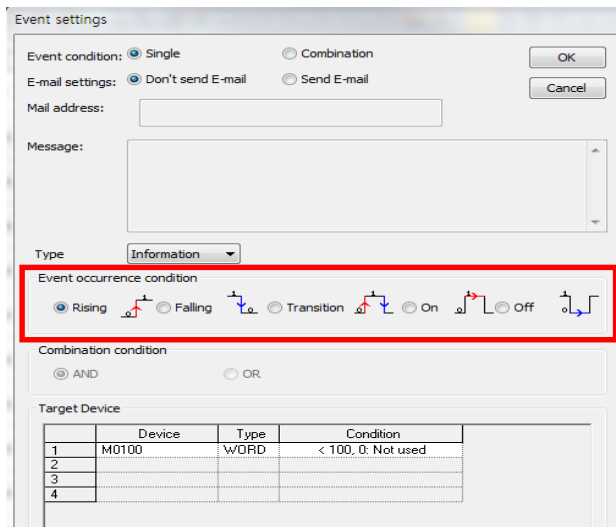 Event settings
Event condition: Single Combination OK
E-mail settings: Don't send E-mail Send E-mail Cancel
Mail address:
Message:
Type Information
Event occurrence condition
Rising Falling Transition On Off
Combination condition
AND OR
Target Device
Device Type Condition
1 M0100 WORD < 100, 0: Not used
2
3
4